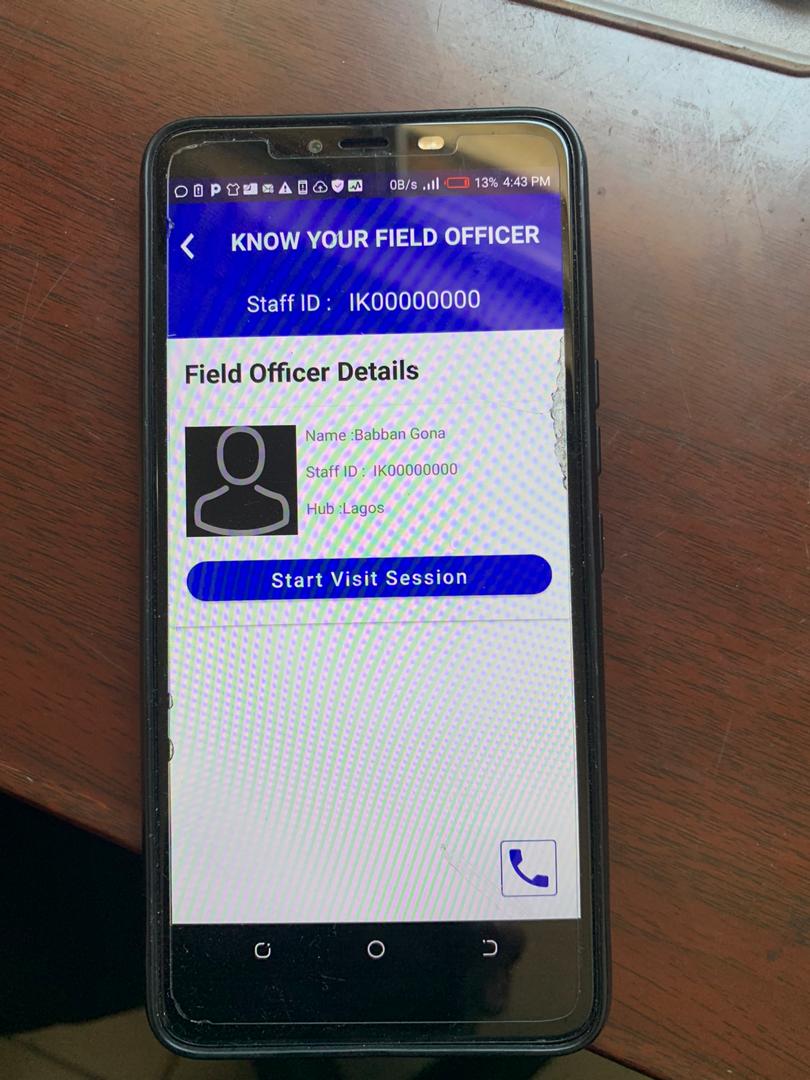 0B/s 13% 4:43 PM
KNOW YOUR FIELD OFFICER
Staff ID : IK00000000
Field Officer Details
Name :Babban Gona
Staff ID : IK00000000
Hub :Lagos
Start Visit Session